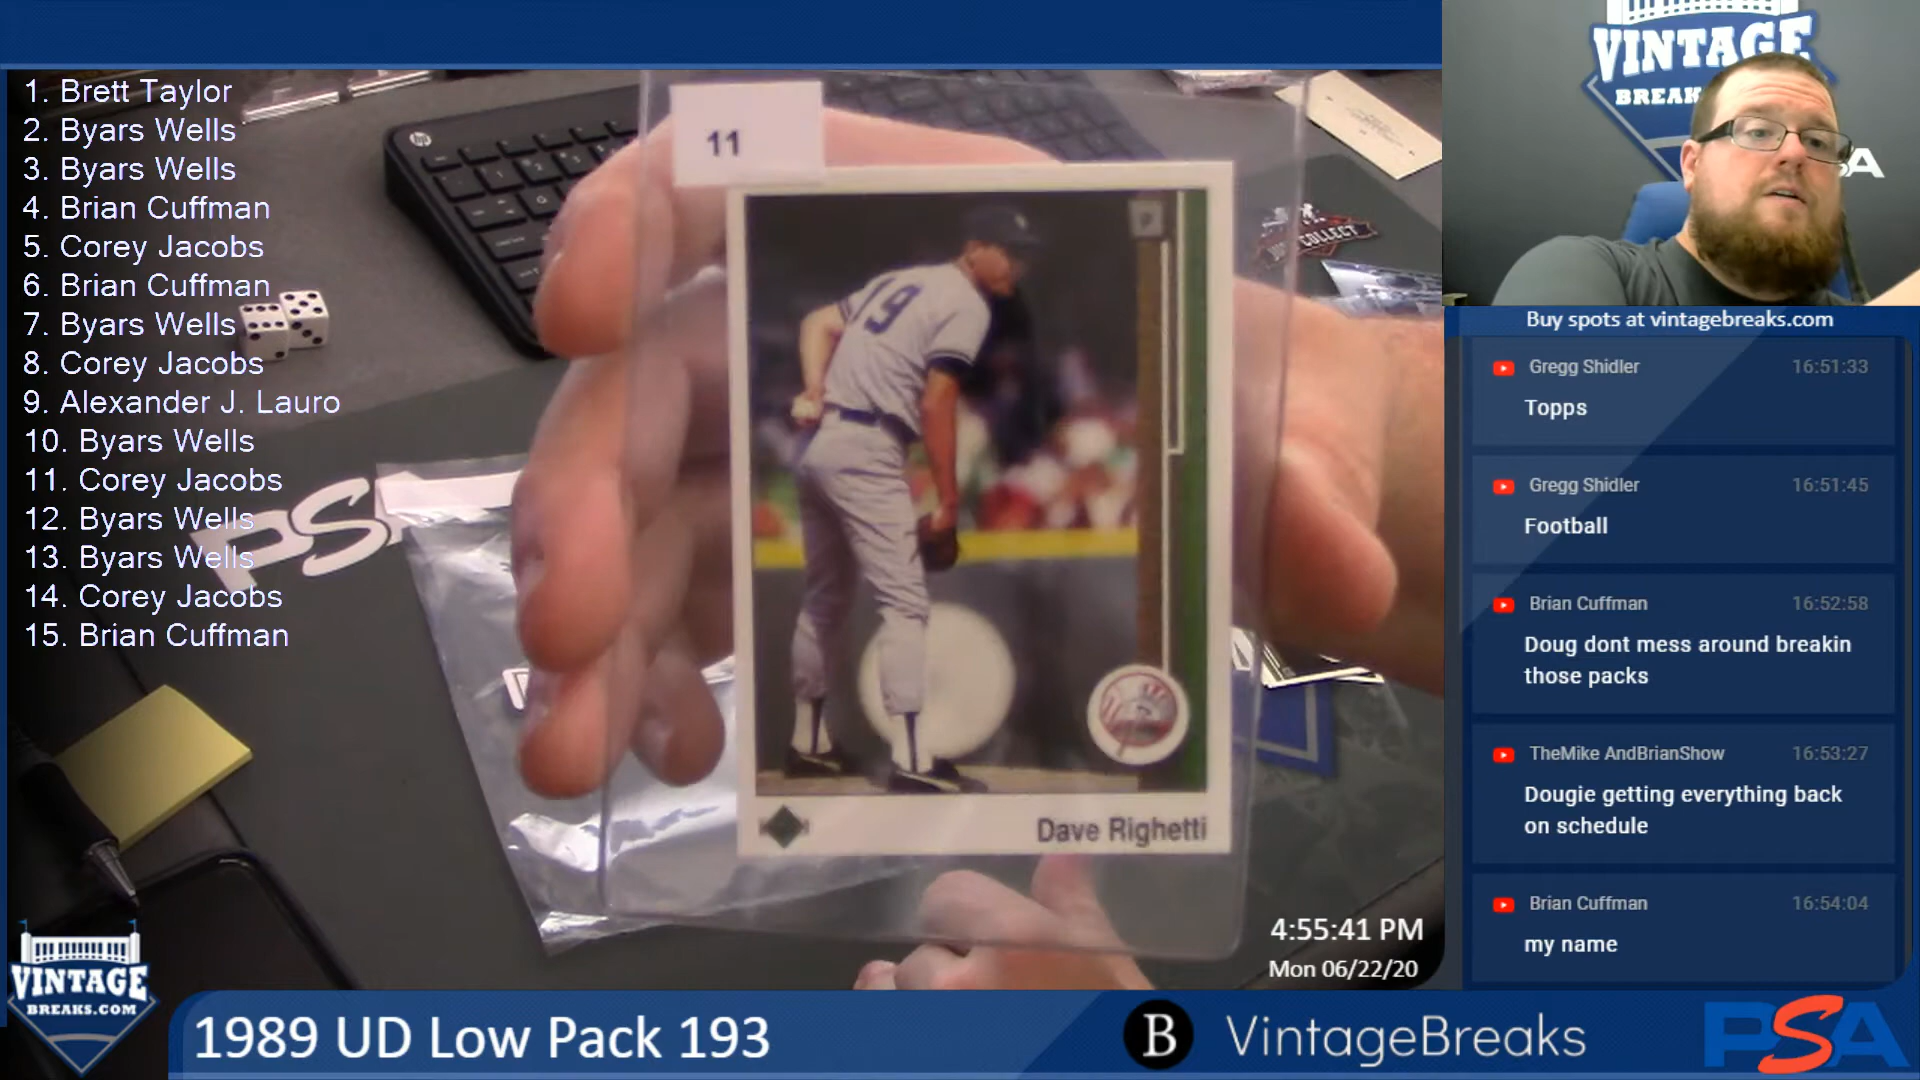 1. Brett Taylor
2. Byars Wells
3. Byars Wells
4. Brian Cuffman
5. Corey Jacobs
6. Brian Cuffman
7. Byars Wells
8. Corey Jacobs
9. Alexander J. Lauro
10. Byars Wells
11. Corey Jacobs
12. Byars Wells
13. Byars Wells
14. Corey Jacobs
15. Brian Cuffman
hp
PSA
11
19
Dave Righetti
COLLECT
4:55:41 PM
Mon 06/22/20
VINTAGE
BREAK
SA
Buy spots at vintagebreaks.com
Gregg Shidler 16:51:33
Topps
Gregg Shidler 16:51:45
Football
Brian Cuffman 16:52:58
Doug dont mess around breakin
those packs
TheMike AndBrianShow 16:53:27
Dougie getting everything back
on schedule
Brian Cuffman 16:54:04
my name
VINTAGE
BREAKS.COM
1989 UD Low Pack 193
B VintageBreaks
PSA